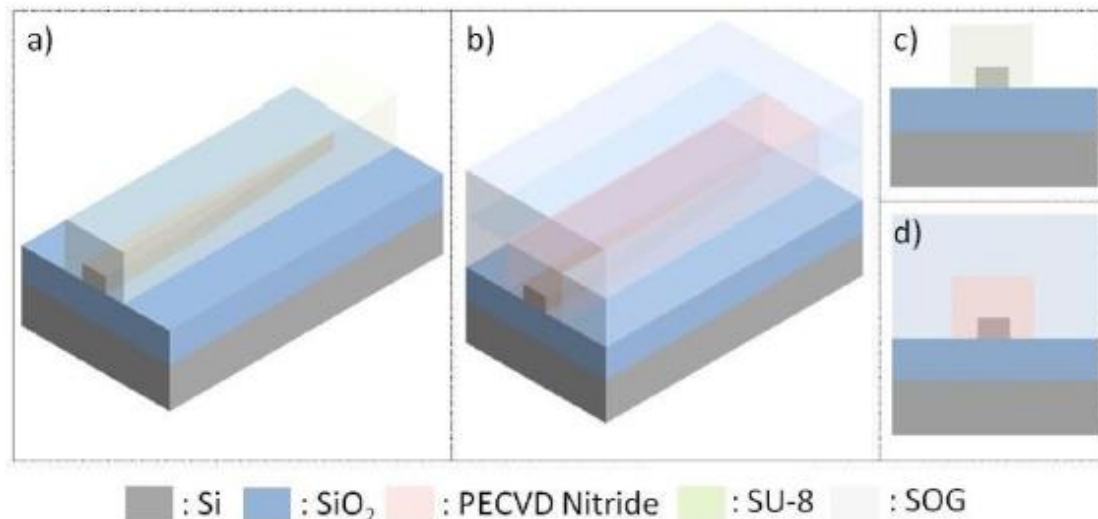 a)
b)
c)
d)
: Si : SiO₂ : PECVD Nitride : SU-8 : SOG